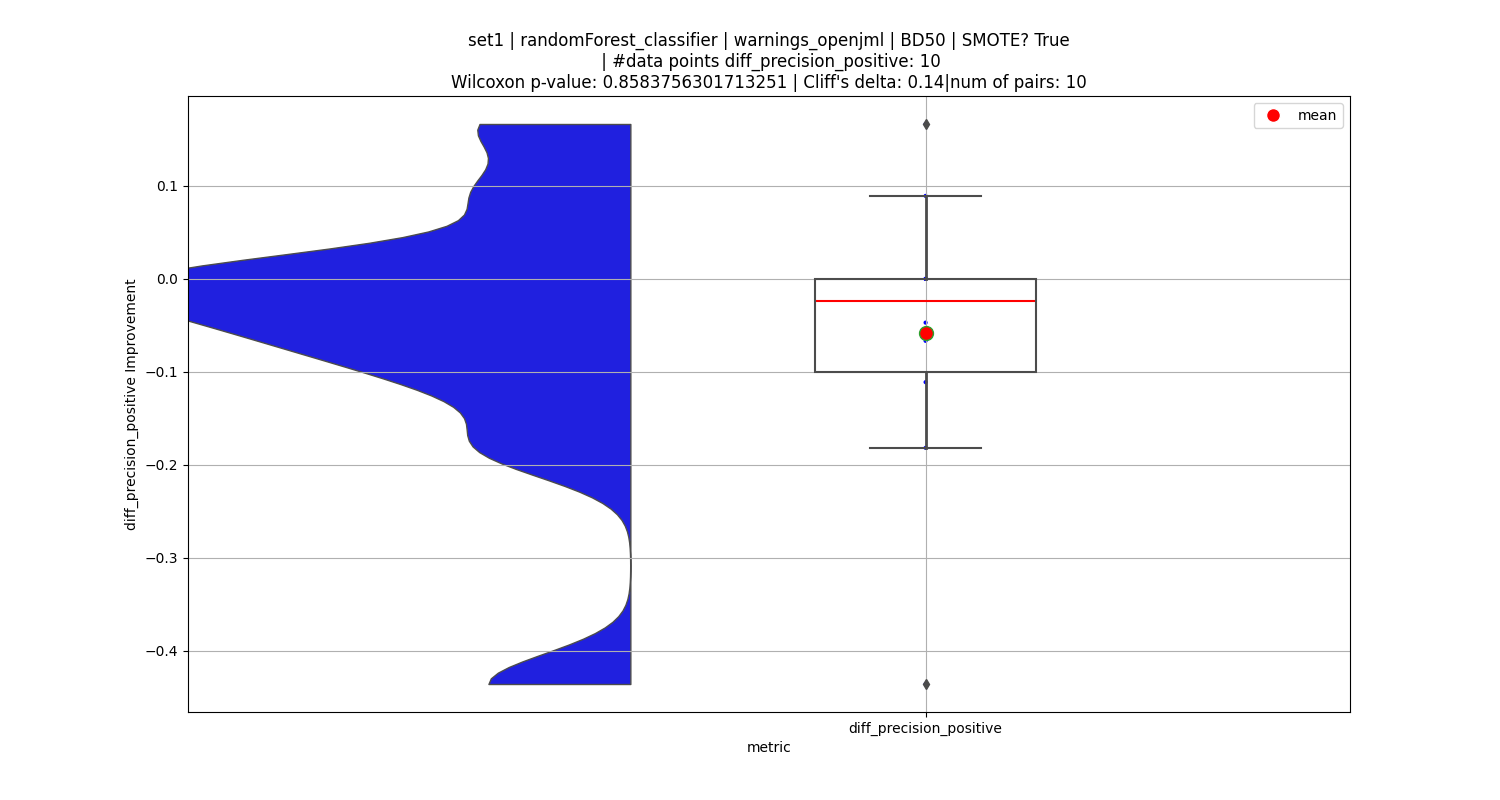 set1 | randomForest_classifier | warnings_openjml | BD50 | SMOTE? True
| #data points diff_precision_positive: 10
Wilcoxon p-value: 0.8583756301713251 | Cliff's delta: 0.14|num of pairs: 10
mean
0.1
0.0
−0.1
−0.2
−0.3
−0.4
diff_precision_positive Improvement
diff_precision_positive
metric